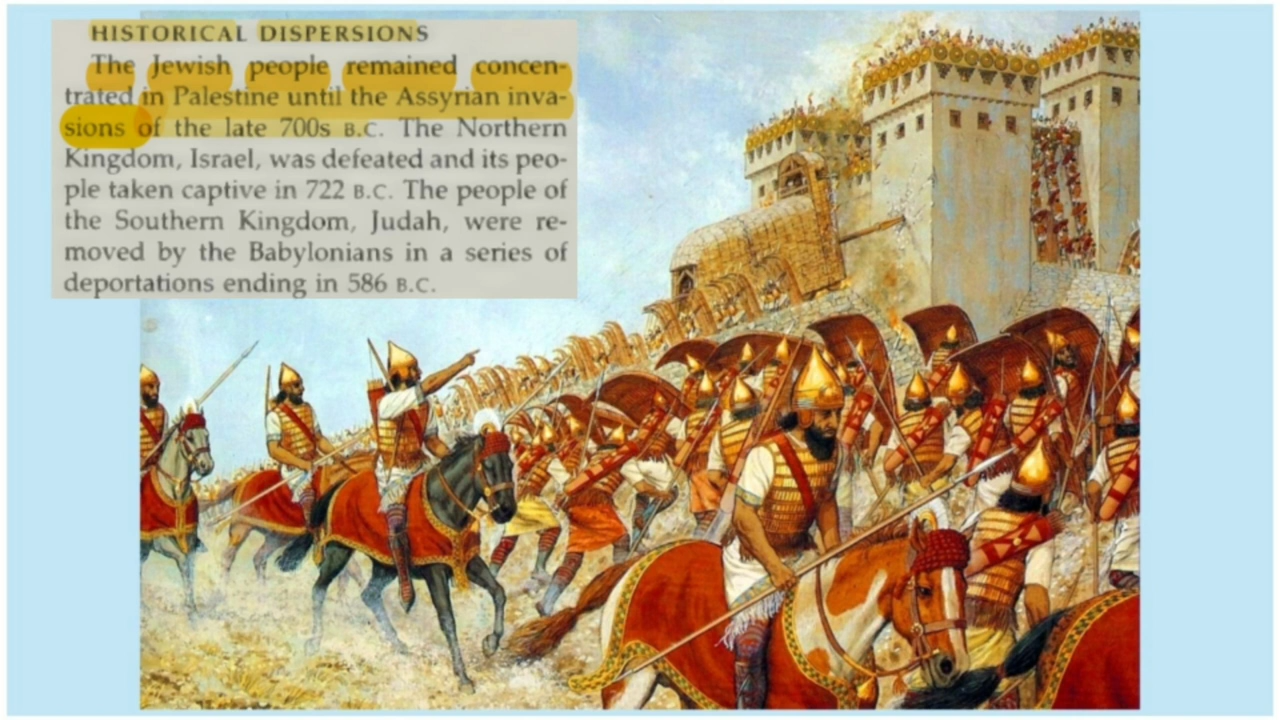 HISTORICAL DISPERSIONS
The Jewish people remained concen-
trated in Palestine until the Assyrian inva-
sions of the late 700s B.C. The Northern
Kingdom, Israel, was defeated and its peo-
ple taken captive in 722 B.C. The people of
the Southern Kingdom, Judah, were re-
moved by the Babylonians in a series of
deportations ending in 586 B.C.